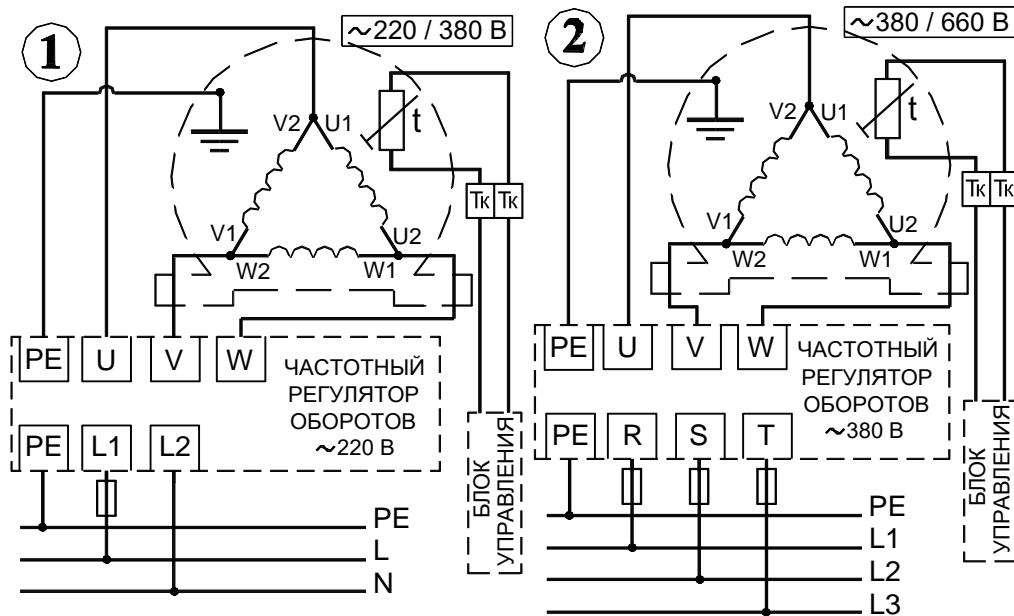 1
~220 / 380 В
V2
U1
t
Тк
Тк
V1
U2
W2
W1
PE
U
V
W
ЧАСТОТНЫЙ
РЕГУЛЯТОР
ОБОРОТОВ
~220 В
PE
L1
L2
БЛОК
УПРАВЛЕНИЯ
PE
L
N
2
~380 / 660 В
V2
U1
t
Тк
Тк
V1
U2
W2
W1
PE
U
V
W
ЧАСТОТНЫЙ
РЕГУЛЯТОР
ОБОРОТОВ
~380 В
PE
R
S
T
БЛОК
УПРАВЛЕНИЯ
PE
L1
L2
L3